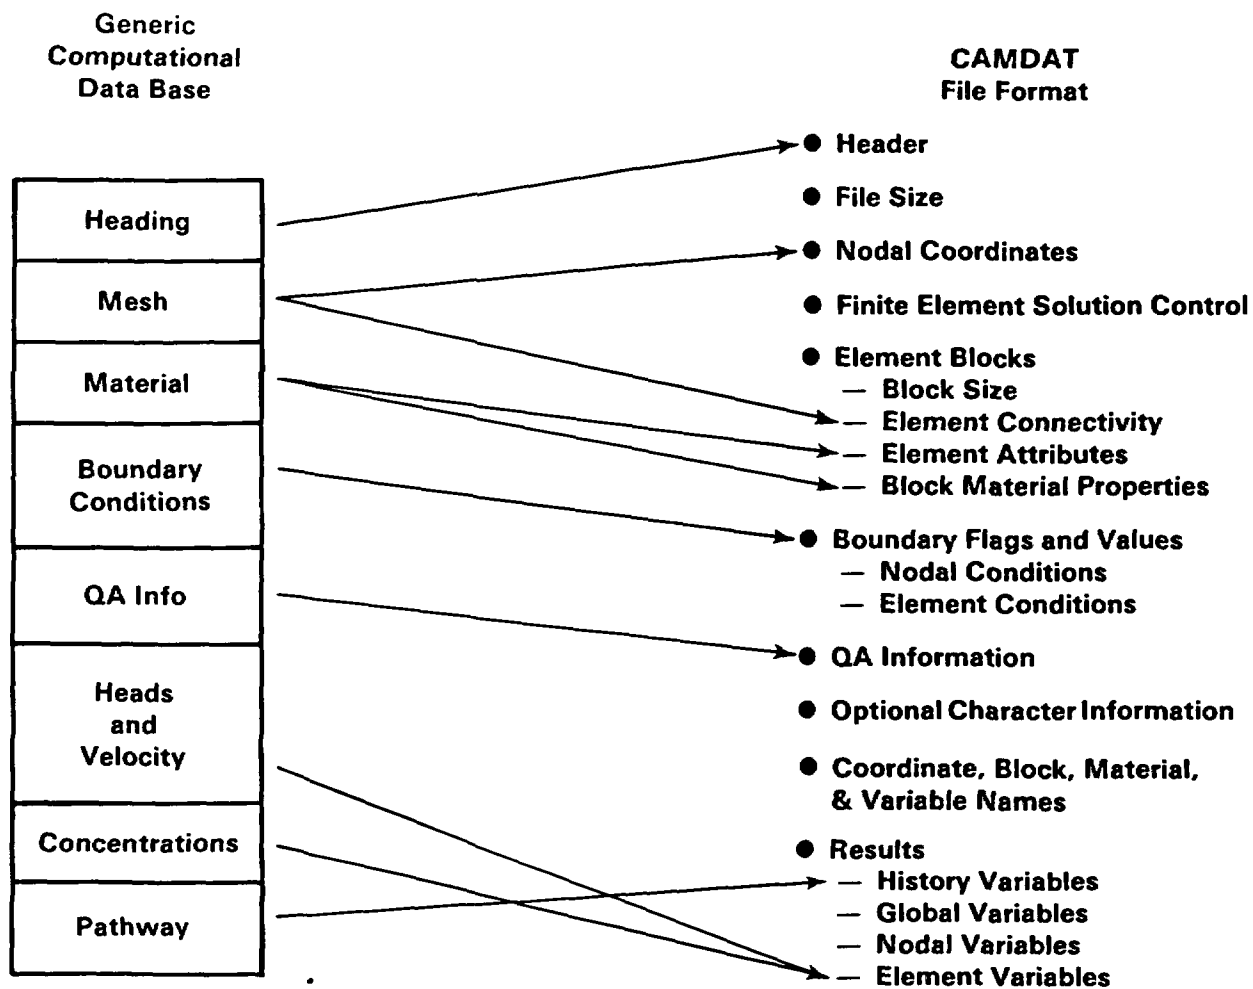 Generic
Computational
Data Base
Heading
Mesh
Material
Boundary
Conditions
QA Info
Heads
and
Velocity
Concentrations
Pathway
CAMDAT
File Format
● Header
● File Size
● Nodal Coordinates
● Finite Element Solution Control
● Element Blocks
— Block Size
— Element Connectivity
— Element Attributes
— Block Material Properties
● Boundary Flags and Values
— Nodal Conditions
— Element Conditions
● QA Information
● Optional Character Information
● Coordinate, Block, Material,
& Variable Names
● Results
— History Variables
— Global Variables
— Nodal Variables
— Element Variables